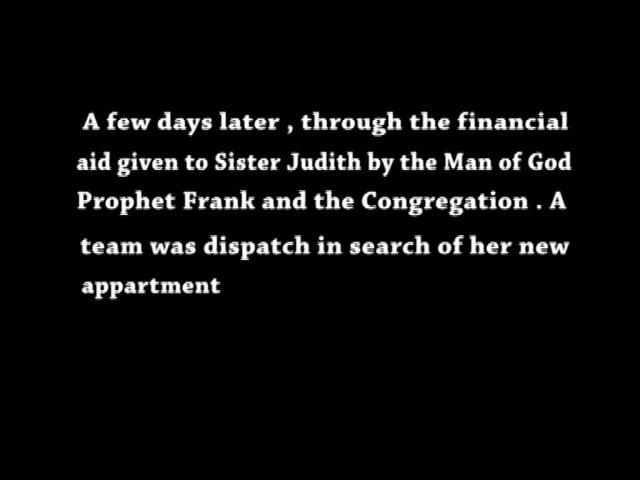 A few days later , through the financial
aid given to Sister Judith by the Man of God
Prophet Frank and the Congregation . A
team was dispatch in search of her new
appartment